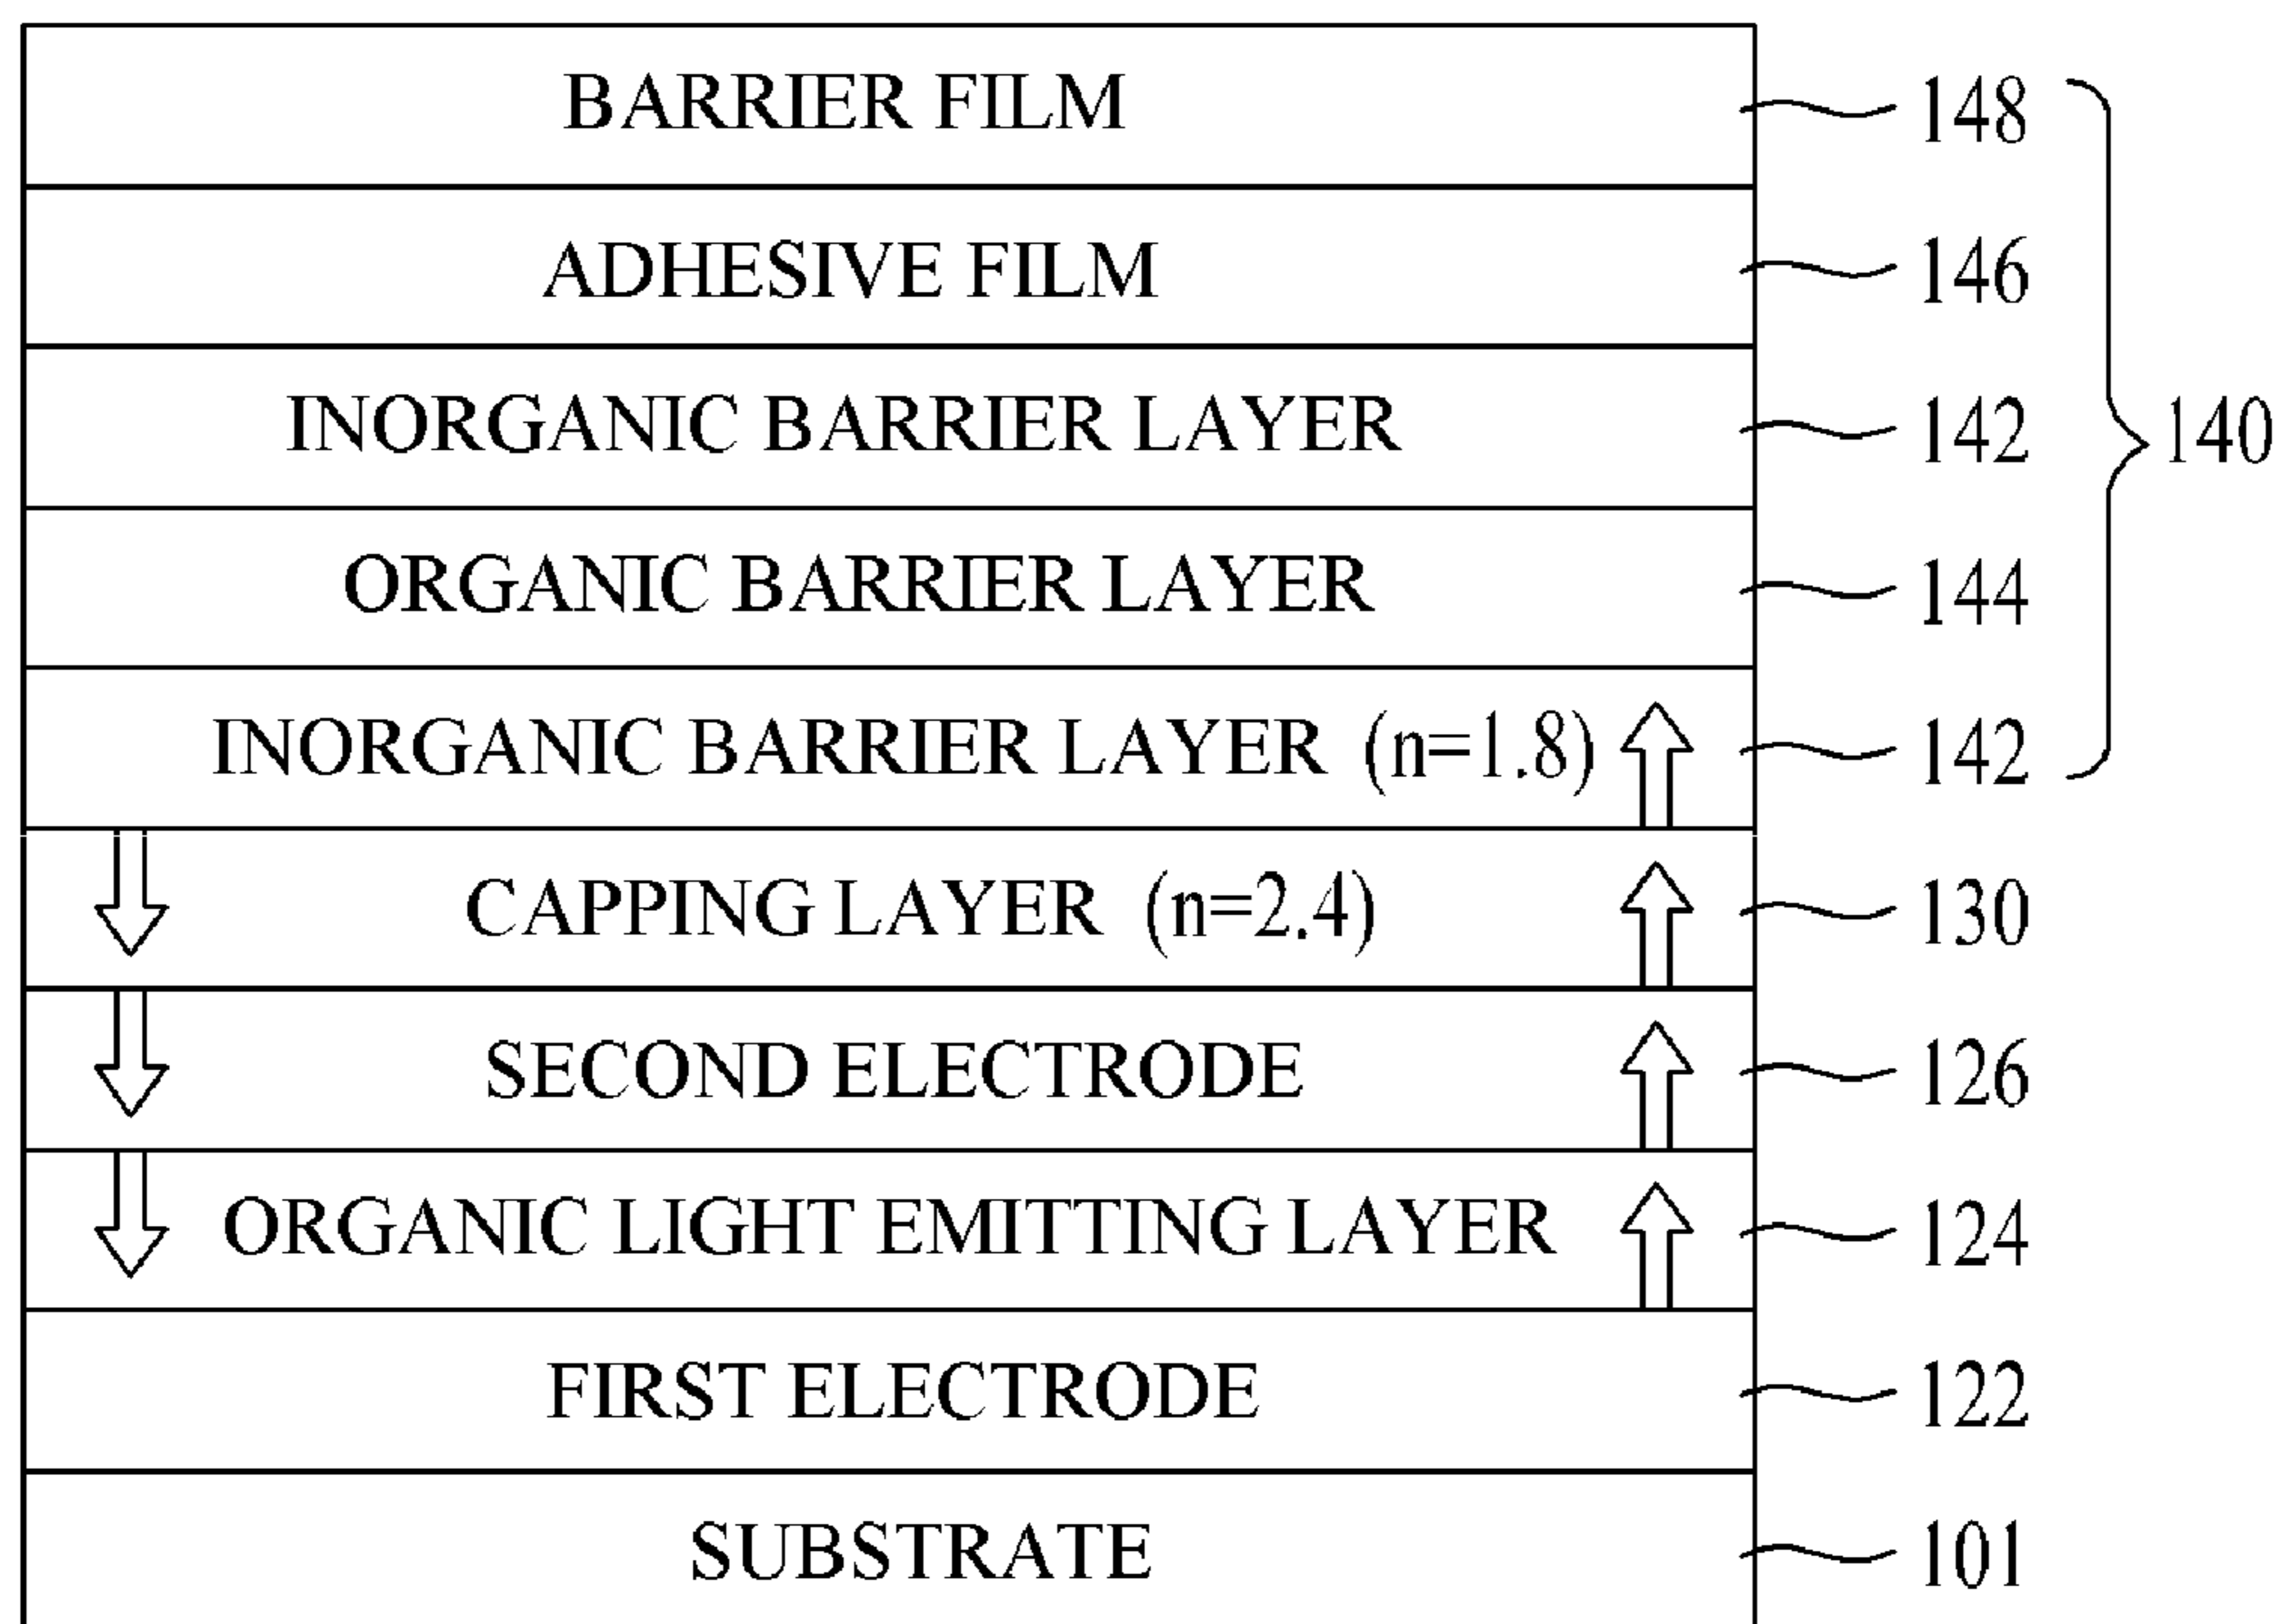 BARRIER FILM 148
ADHESIVE FILM 146
INORGANIC BARRIER LAYER 142
140
ORGANIC BARRIER LAYER 144
INORGANIC BARRIER LAYER (n=1.8) 142
CAPPING LAYER (n=2.4) 130
SECOND ELECTRODE 126
ORGANIC LIGHT EMITTING LAYER 124
FIRST ELECTRODE 122
SUBSTRATE 101